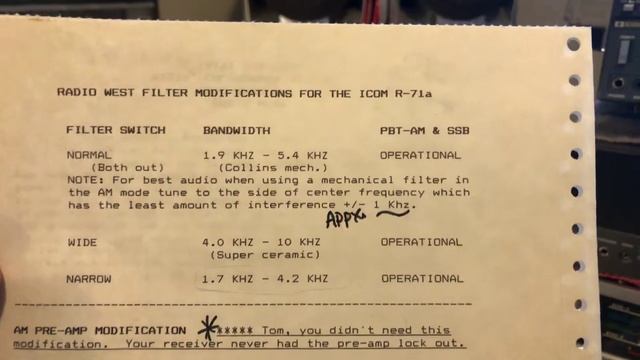 RADIO WEST FILTER MODIFICATIONS FOR THE ICOM R-71a
FILTER SWITCH BANDWIDTH PBT-AM & SSB
NORMAL 1.9 KHZ - 5.4 KHZ OPERATIONAL
(Both out) (Collins mech.)
NOTE: For best audio when using a mechanical filter in
the AM mode tune to the side of center frequency which
has the least amount of interference +/- 1 Khz.
APPX.
WIDE 4.0 KHZ - 10 KHZ OPERATIONAL
(Super ceramic)
NARROW 1.7 KHZ - 4.2 KHZ OPERATIONAL
AM PRE-AMP MODIFICATION ***** Tom, you didn't need this
modification. Your receiver never had the pre-amp lock out.